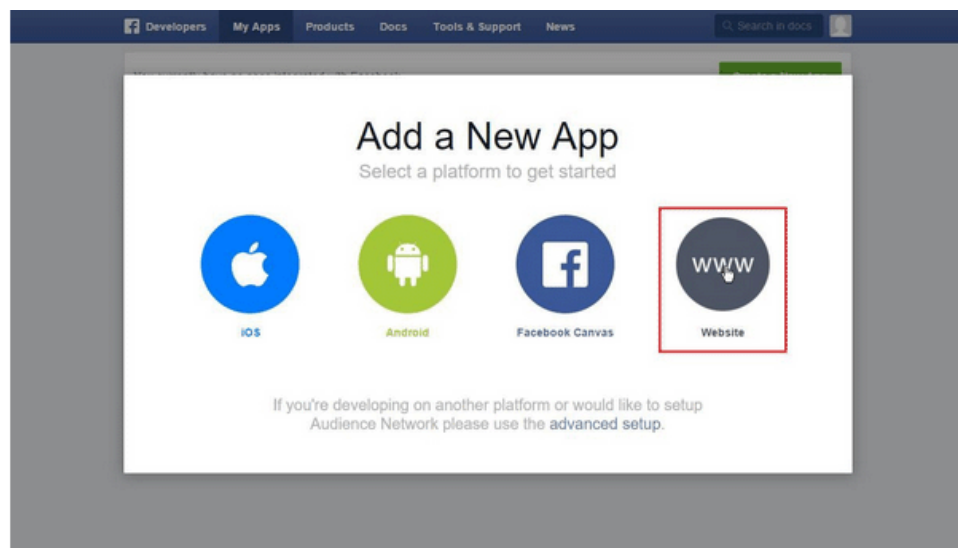 Developers My Apps Products Docs Tools & Support News Search in docs
Add a New App
Select a platform to get started
www
iOS Android Facebook Canvas Website
If you're developing on another platform or would like to setup
Audience Network please use the advanced setup.